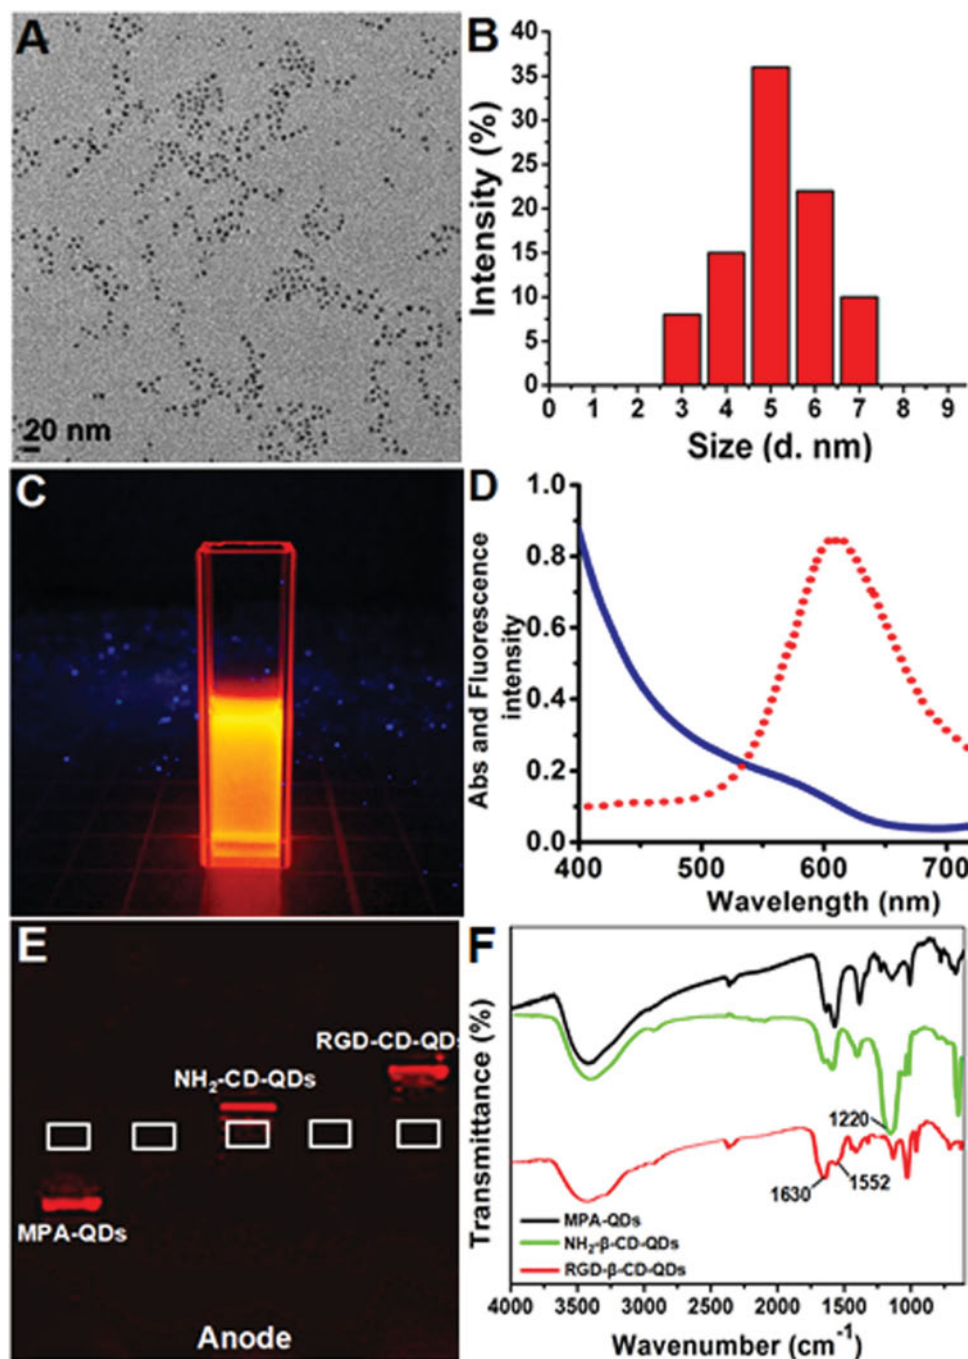 A
20 nm
B
Intensity (%)
40
35
30
25
20
15
10
5
0
0 1 2 3 4 5 6 7 8 9
Size (d. nm)
C
D
Abs and Fluorescence
intensity
1.0
0.8
0.6
0.4
0.2
0.0
400 500 600 700
Wavelength (nm)
E
RGD-CD-QDs
NH₂-CD-QDs
MPA-QDs
Anode
F
Transmittance (%)
1220
1630 1552
MPA-QDs
NH₂-β-CD-QDs
RGD-β-CD-QDs
4000 3500 3000 2500 2000 1500 1000
Wavenumber (cm⁻¹)